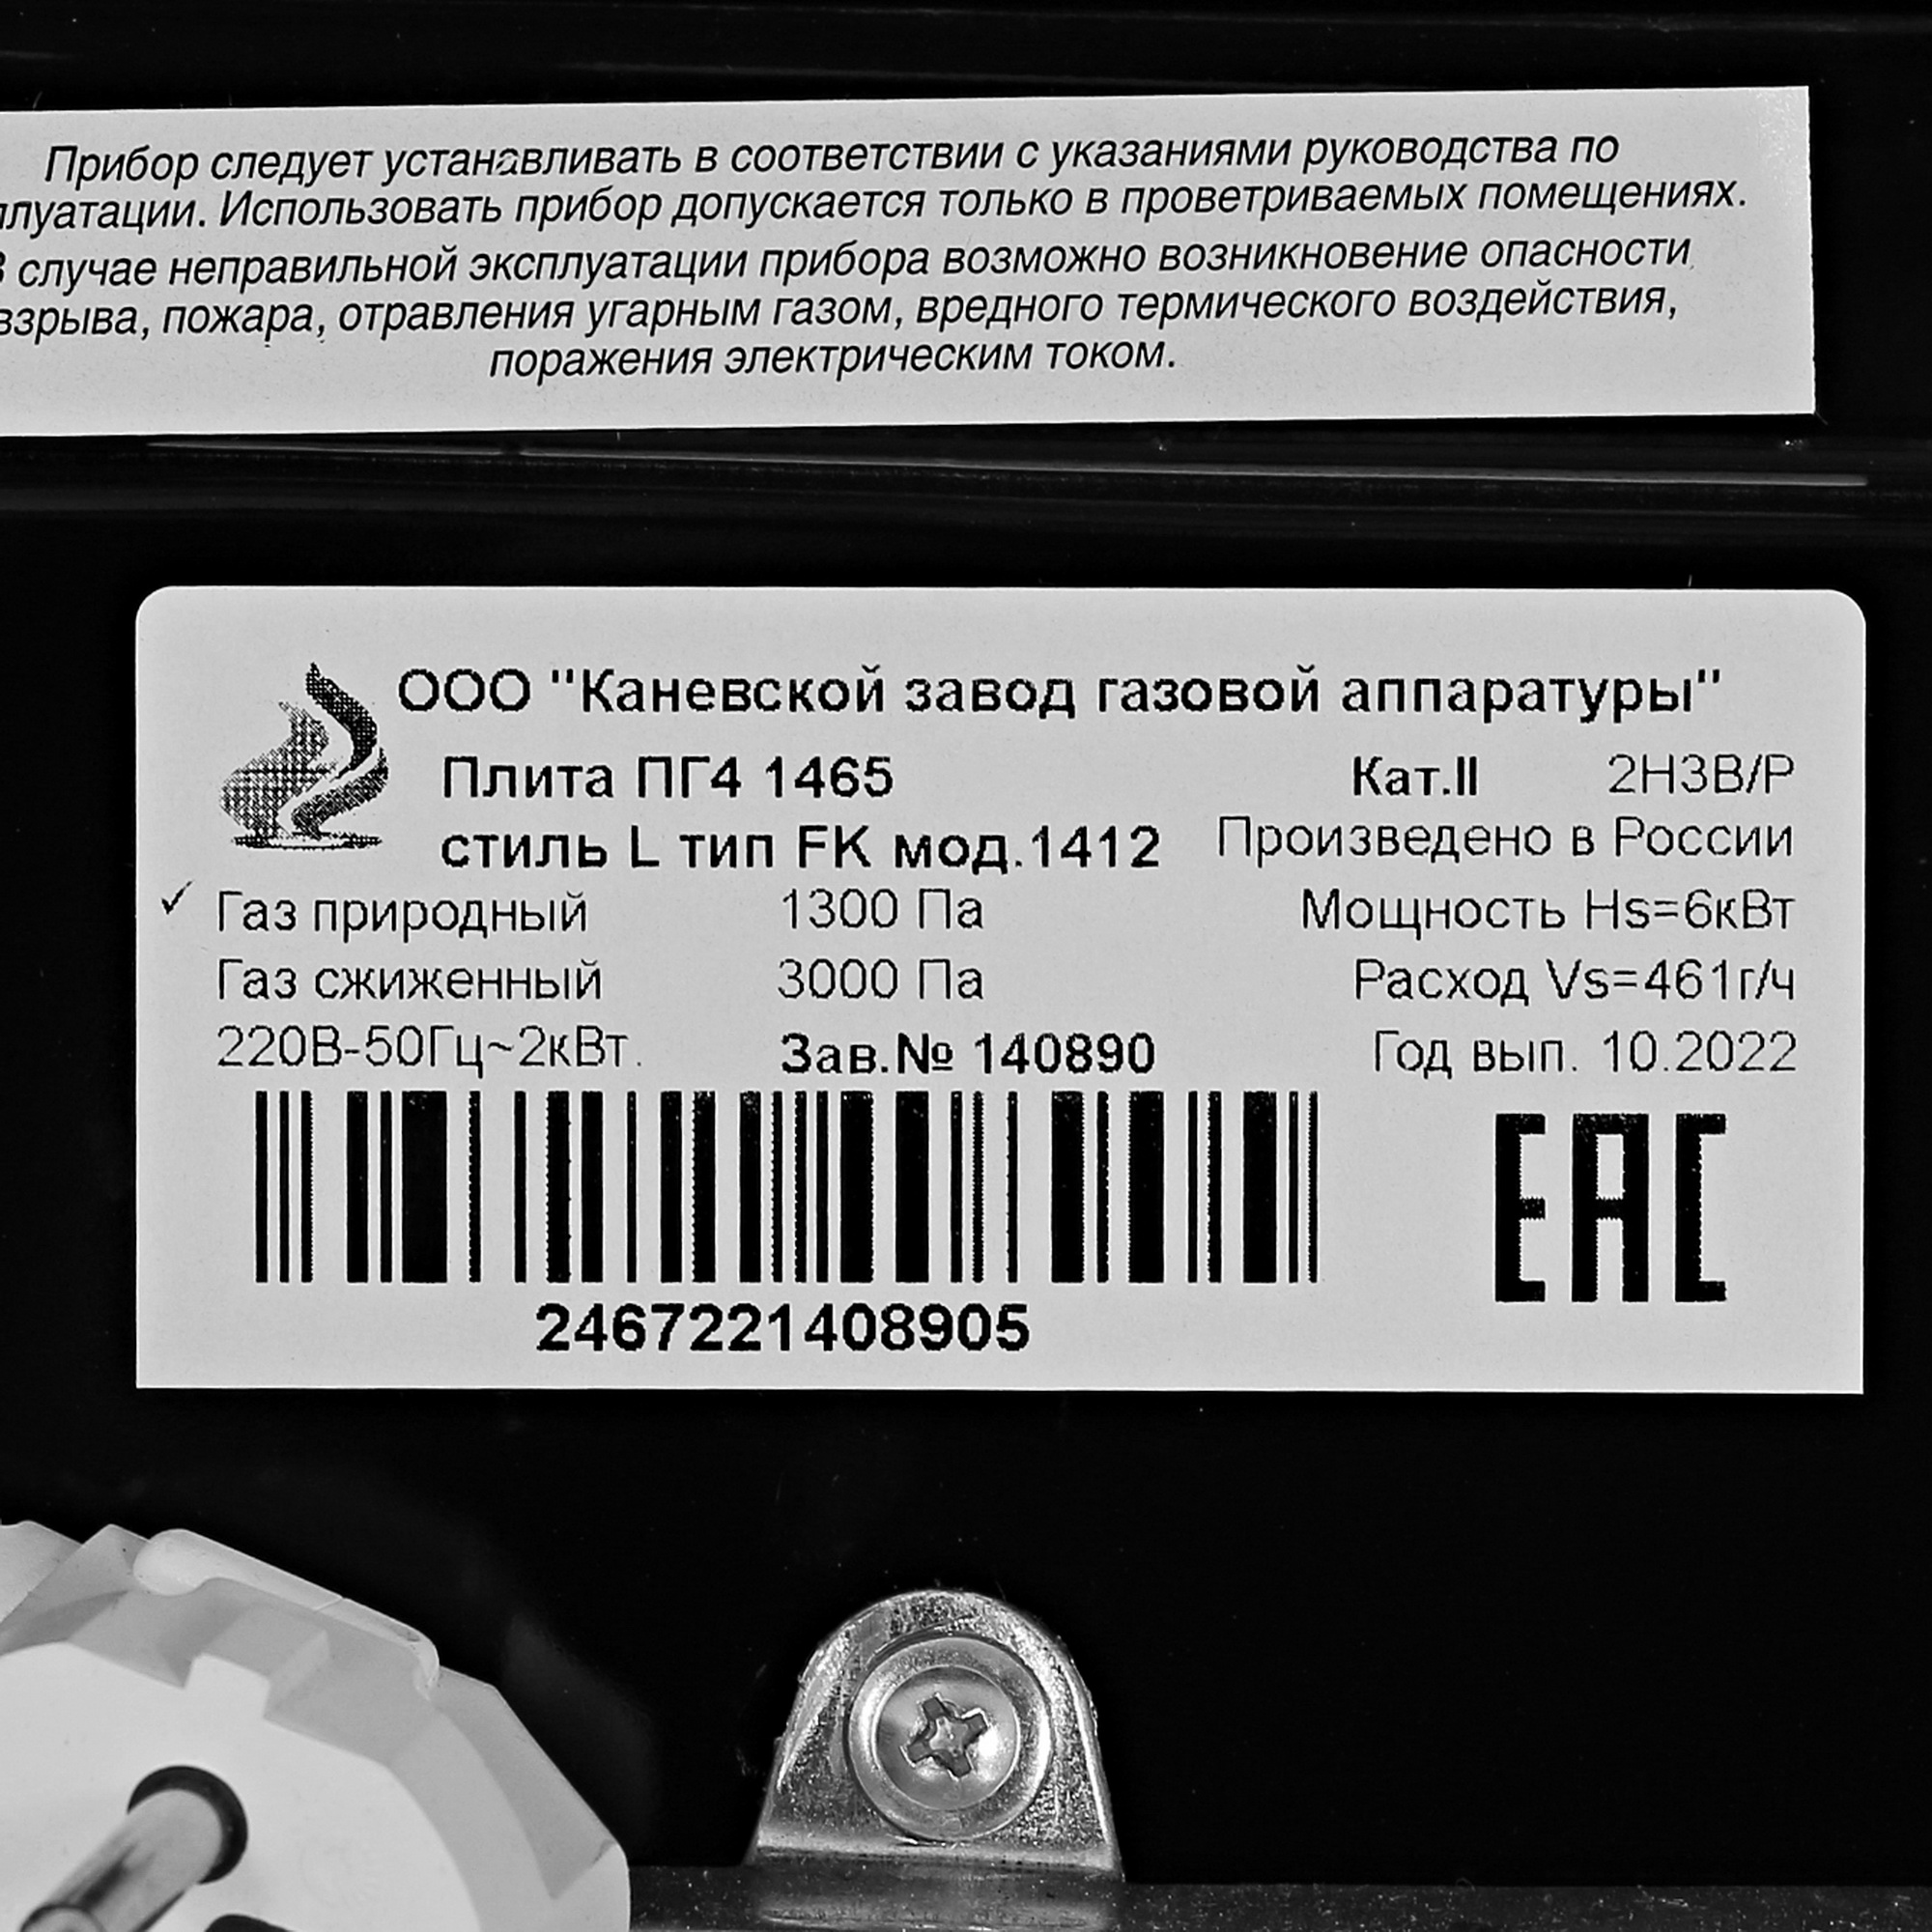 Прибор следует устанавливать в соответствии с указаниями руководства по
плуатации. Использовать прибор допускается только в проветриваемых помещениях.
В случае неправильной эксплуатации прибора возможно возникновение опасности
взрыва, пожара, отравления угарным газом, вредного термического воздействия,
поражения электрическим током.
ООО "Каневской завод газовой аппаратуры"
Плита ПГ4 1465 Кат.II 2Н3В/Р
стиль L тип FK мод.1412 Произведено в России
✓ Газ природный 1300 Па Мощность Hs=6кВт
Газ сжиженный 3000 Па Расход Vs=461г/ч
220В-50Гц~2кВт. Зав.№ 140890 Год вып. 10.2022
EAC
2467221408905